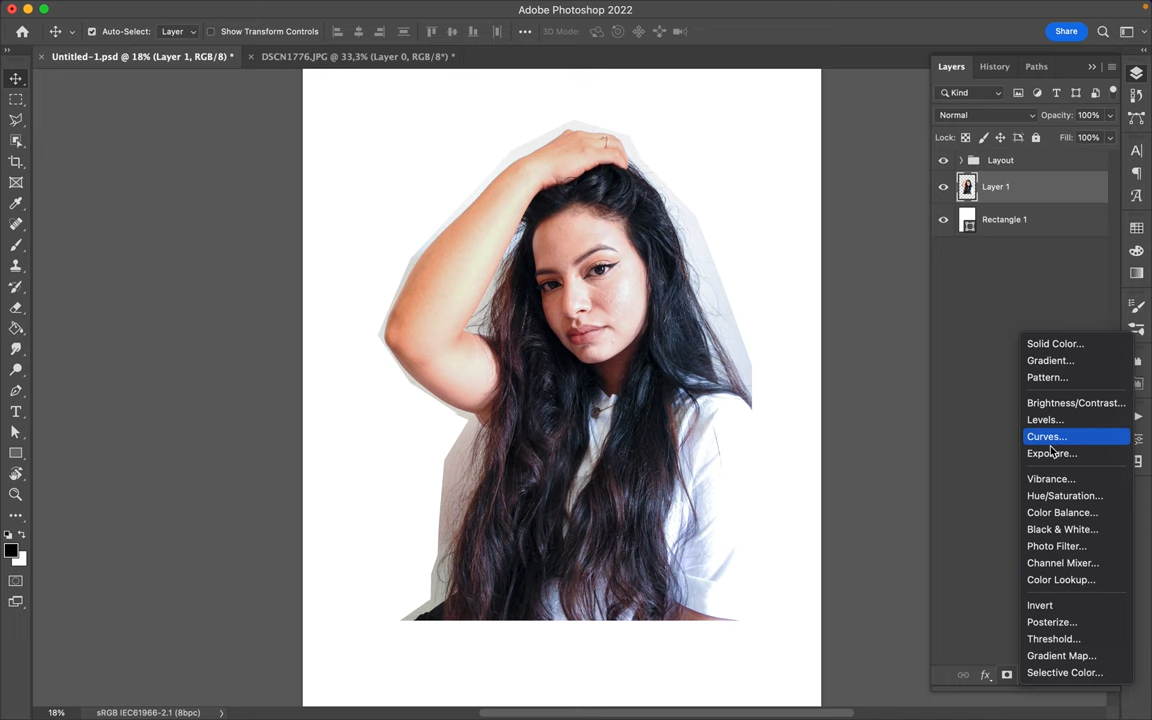 Adobe Photoshop 2022
Auto-Select: Layer Show Transform Controls 3D Mode: Share
Untitled-1.psd @ 18% (Layer 1, RGB/8) * DSCN1776.JPG @ 33,3% (Layer 0, RGB/8*) *
Layers History Paths
Kind
Normal Opacity: 100%
Lock: Fill: 100%
Layout
Layer 1
Rectangle 1
Solid Color...
Gradient...
Pattern...
Brightness/Contrast...
Levels...
Curves...
Exposure...
Vibrance...
Hue/Saturation...
Color Balance...
Black & White...
Photo Filter...
Channel Mixer...
Color Lookup...
Invert
Posterize...
Threshold...
Gradient Map...
Selective Color...
fx
18% sRGB IEC61966-2.1 (8bpc)